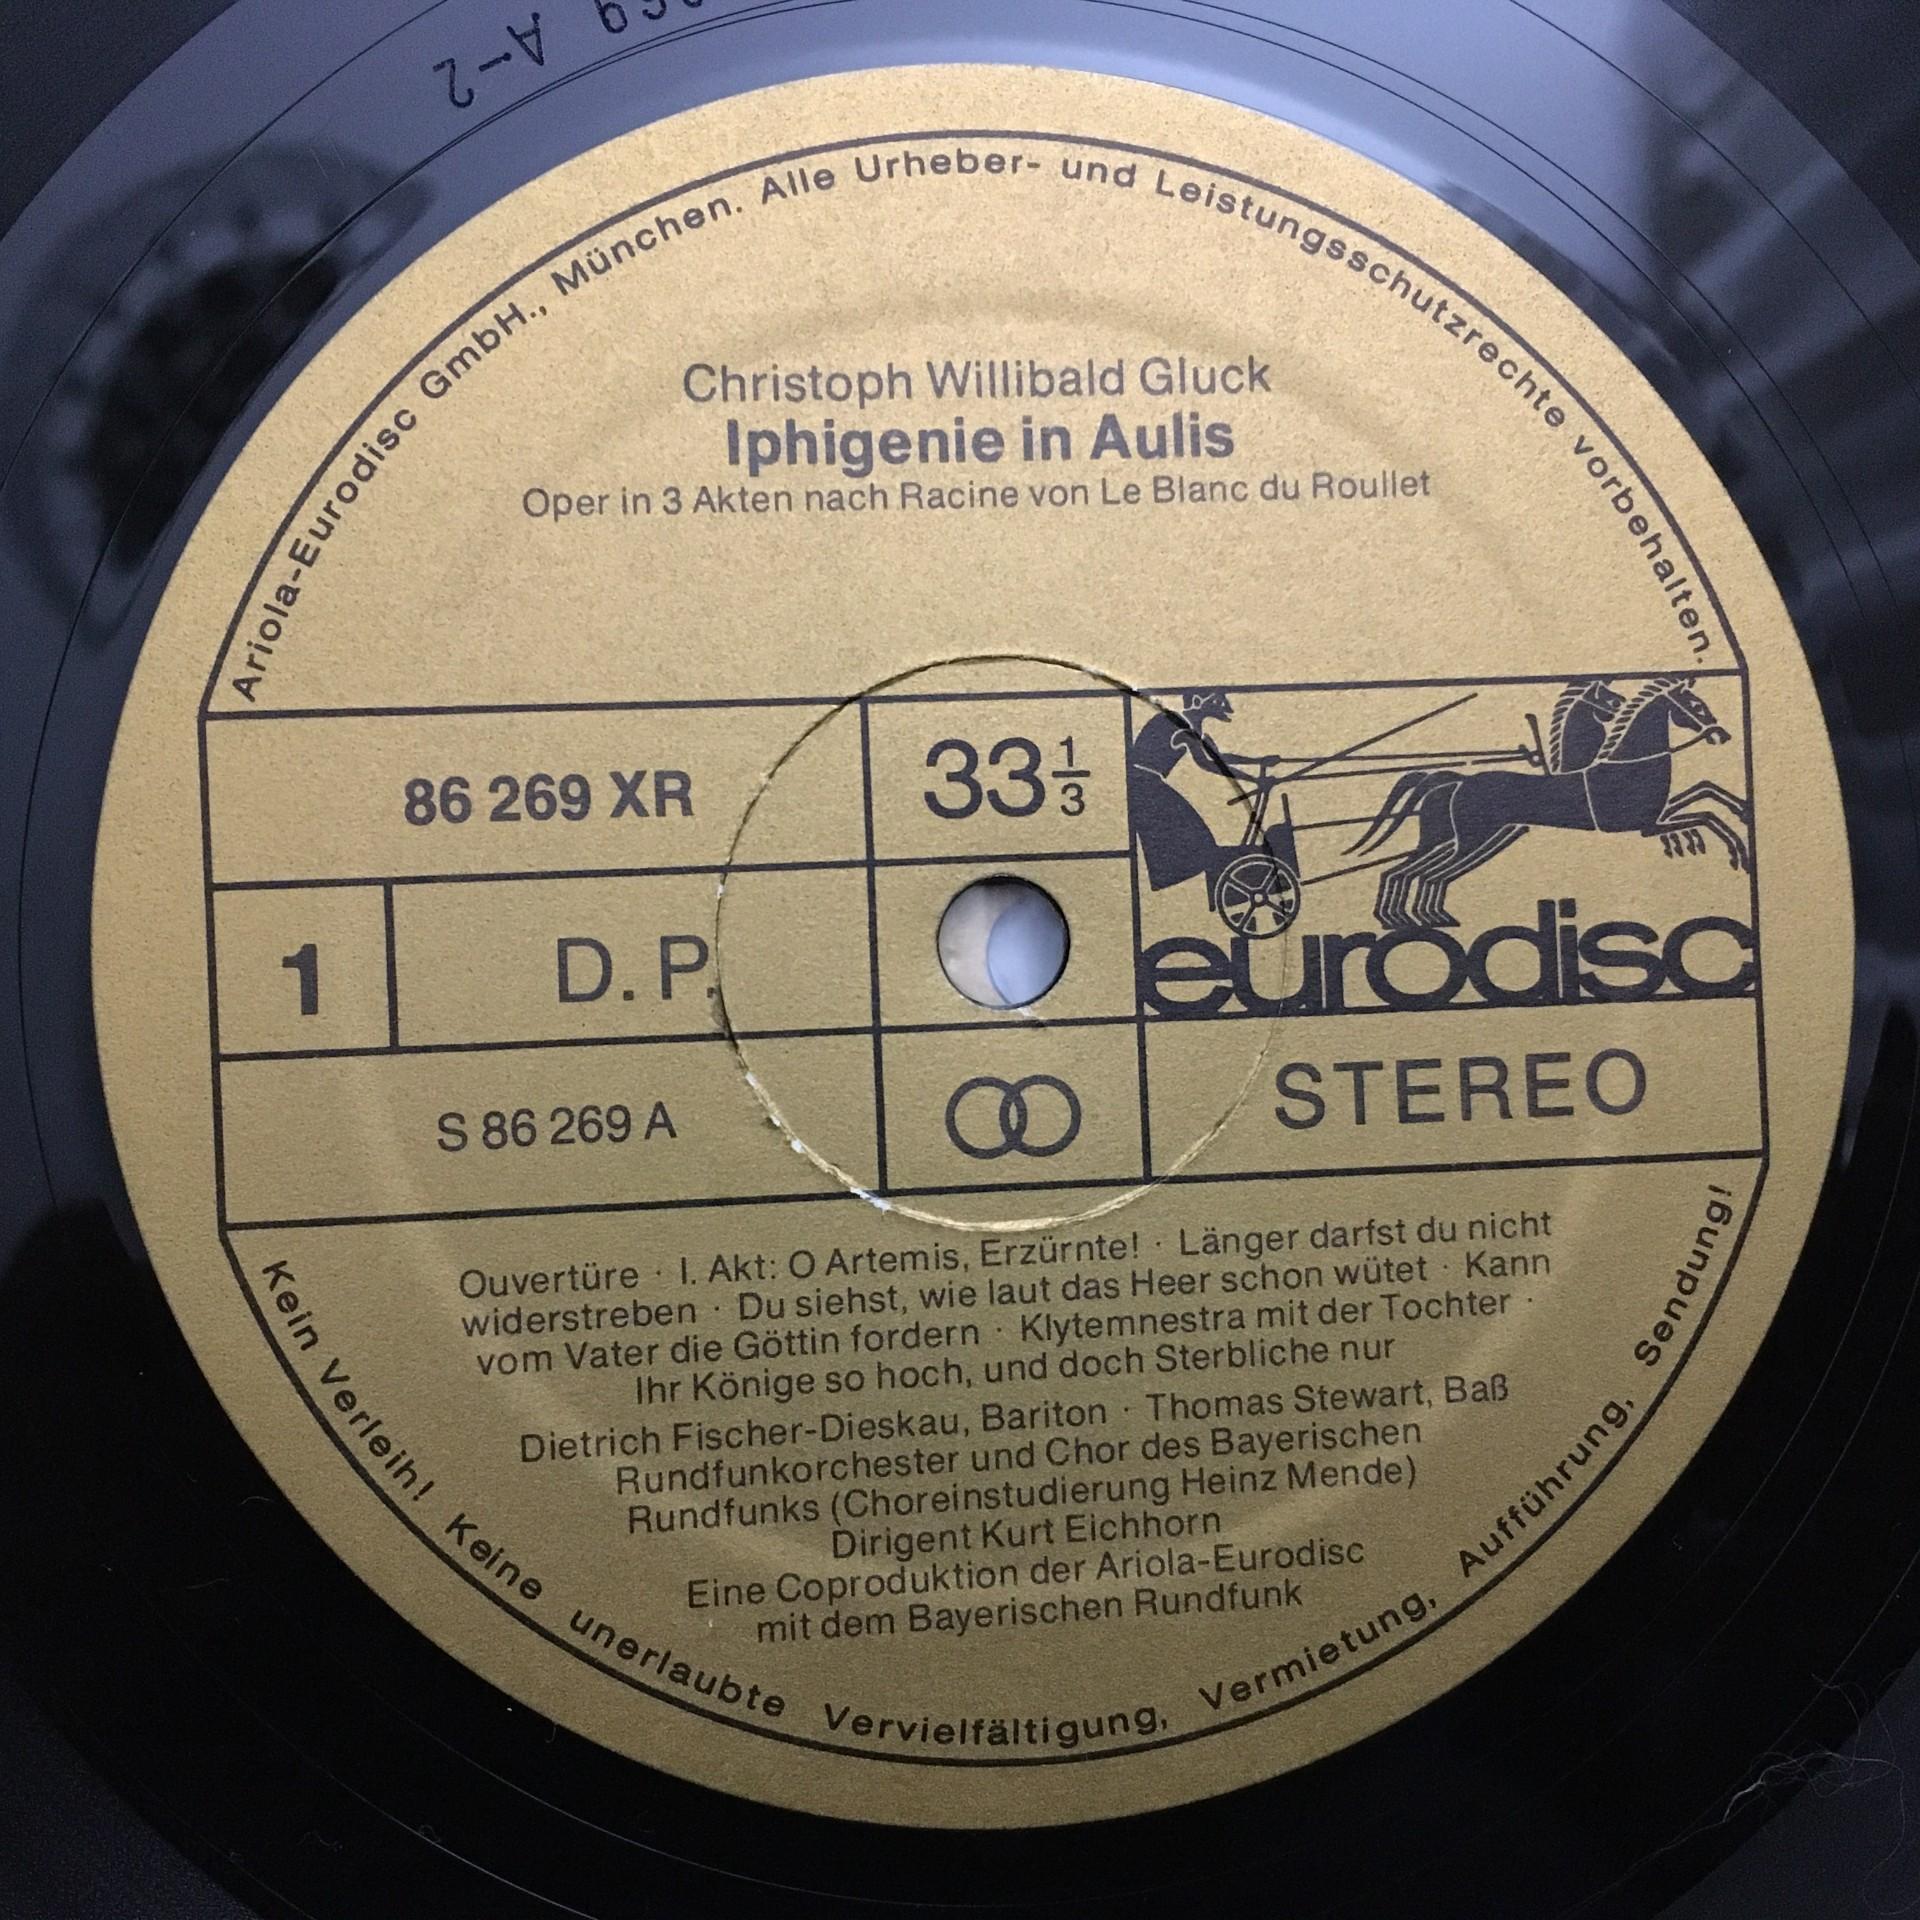 A-2
Ariola-Eurodisc GmbH., München. Alle Urheber- und Leistungsschutzrechte vorbehalten.
Christoph Willibald Gluck
Iphigenie in Aulis
Oper in 3 Akten nach Racine von Le Blanc du Roullet
86 269 XR
33 1/3
eurodisc
1
D. P.
S 86 269 A
STEREO
Ouvertüre · I. Akt: O Artemis, Erzürnte! · Länger darfst du nicht
widerstreben · Du siehst, wie laut das Heer schon wütet · Kann
vom Vater die Göttin fordern · Klytemnestra mit der Tochter ·
Ihr Könige so hoch, und doch Sterbliche nur
Dietrich Fischer-Dieskau, Bariton · Thomas Stewart, Baß
Rundfunkorchester und Chor des Bayerischen
Rundfunks (Choreinstudierung Heinz Mende)
Dirigent Kurt Eichhorn
Eine Coproduktion der Ariola-Eurodisc
mit dem Bayerischen Rundfunk
Kein Verleih! Keine unerlaubte Vervielfältigung, Vermietung, Aufführung, Sendung!